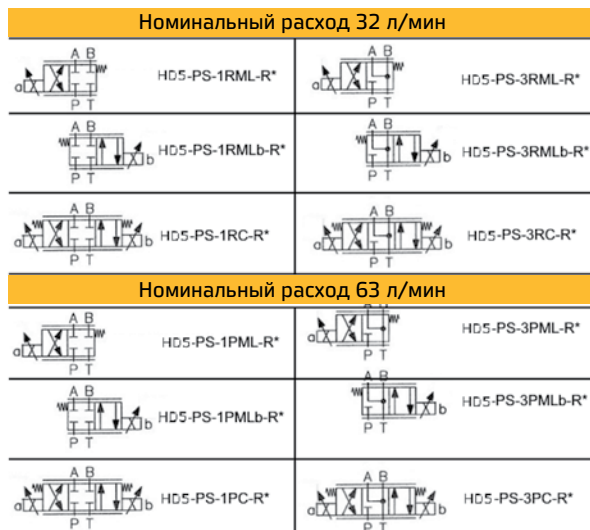 Номинальный расход 32 л/мин
A B
a
HD5-PS-1RML-R*
P T
A B
a
HD5-PS-3RML-R*
P T
A B
HD5-PS-1RMLb-R*
b
P T
A B
HD5-PS-3RMLb-R*
b
P T
A B
a
b
HD5-PS-1RC-R*
P T
A B
a
b
HD5-PS-3RC-R*
P T
Номинальный расход 63 л/мин
A B
a
HD5-PS-1PML-R*
P T
A B
a
HD5-PS-3PML-R*
P T
A B
b
HD5-PS-1PMLb-R*
P T
A B
b
HD5-PS-3PMLb-R*
P T
A B
a
b
HD5-PS-1PC-R*
P T
A B
a
b
HD5-PS-3PC-R*
P T